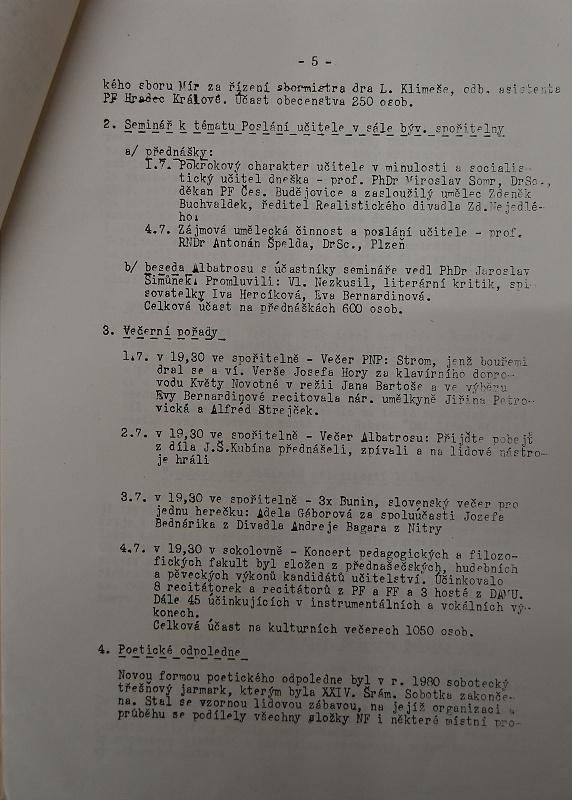 - 5 -
kého sboru Mír za řízení sbormistra dra L. Klimeše, odb. asistenta
PF Hradec Králové. Účast obecenstva 250 osob.
2. Seminář k tématu Poslání učitele v sále býv. spořitelny
a/ přednášky:
1.7. Pokrokový charakter učitele v minulosti a socialis-
tický učitel dneška - prof. PhDr Miroslav Somr, DrSc.,
děkan PF Čes. Budějovice a zasloužilý umělec Zdeněk
Buchvaldek, ředitel Realistického divadla Zd.Nejedlé-
ho.
4.7. Zájmová umělecká činnost a poslání učitele - prof.
RNDr Antonán Špelda, DrSc., Plzeň
b/ beseda Albatrosu s účastníky semináře vedl PhDr Jaroslav
Šimůnek. Promluvili: Vl. Nezkusil, literární kritik, spi-
sovatelky Iva Hercíková, Eva Bernardinová.
Celková účast na přednáškách 600 osob.
3. Večerní pořady
1.7. v 19,30 ve spořitelně - Večer PNP: Strom, jenž bouřemi
dral se a ví. Verše Josefa Hory za klavírního dopro-
vodu Květy Novotné v režii Jana Bartoše a ve výběru
Evy Bernardinové recitovala nár. umělkyně Jiřina Petro-
vická a Alfréd Strejček.
2.7. v 19,30 ve spořitelně - Večer Albatrosu: Přijďte pobejt
z díla J.Š.Kubína přednášeli, zpívali a na lidové nástro-
je hráli
3.7. v 19,30 ve spořitelně - 3x Bunin, slovenský večer pro
jednu herečku: Adela Gáborová za spoluúčasti Jozefa
Bednárika z Divadla Andreje Bagara z Nitry
4.7. v 19,30 v sokolovně - Koncert pedagogických a filozo-
fických fakult byl složen z přednašečských, hudebních
a pěveckých výkonů kandidátů učitelství. Účinkovalo
8 recitátorek a recitátorů z PF a FF a 3 hosté z DAMU.
Dále 45 účinkujících v instrumentálních a vokálních vý-
konech.
Celková účast na kulturních večerech 1050 osob.
4. Poetické odpoledne
Novou formou poetického odpoledne byl v r. 1980 sobotecký
třešňový jarmark, kterým byla XXIV. Šrám. Sobotka zakonče-
na. Stal se vzornou lidovou zábavou, na jejíž organizaci a
průběhu se podílely všechny složky NF i některé místní pro-